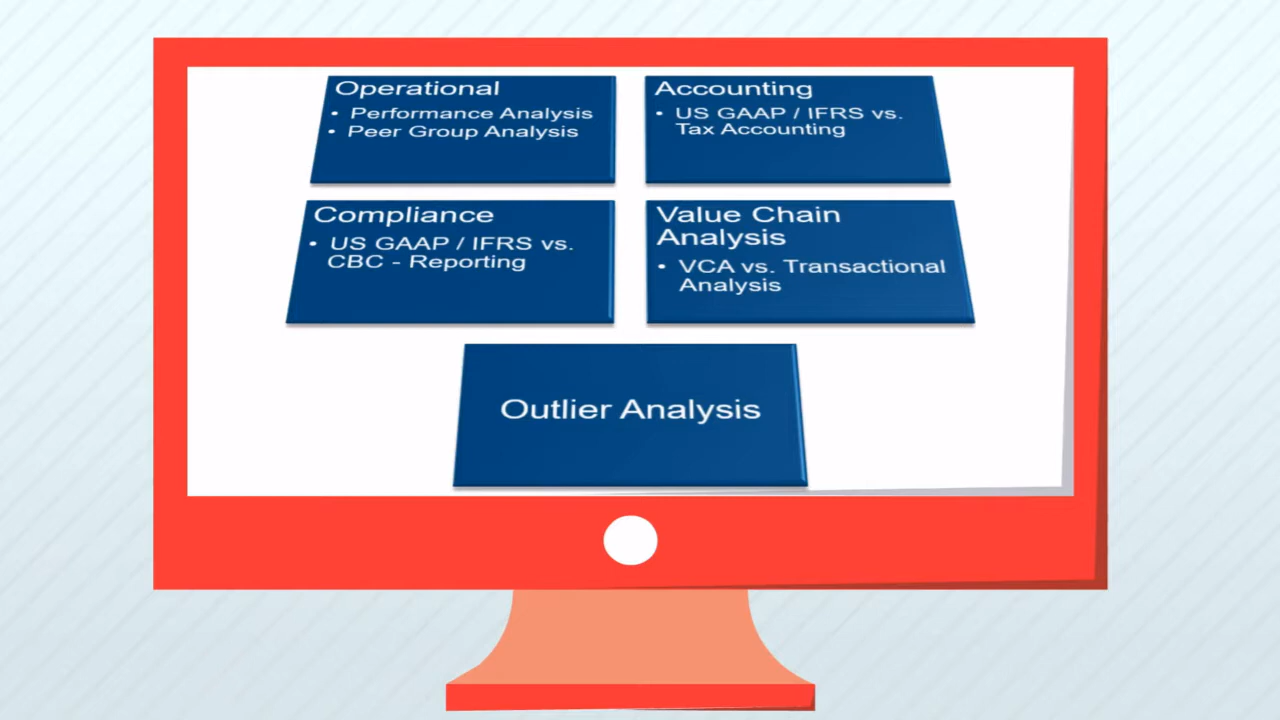 Operational
• Performance Analysis
• Peer Group Analysis
Accounting
• US GAAP / IFRS vs.
Tax Accounting
Compliance
• US GAAP / IFRS vs.
CBC - Reporting
Value Chain
Analysis
• VCA vs. Transactional
Analysis
Outlier Analysis